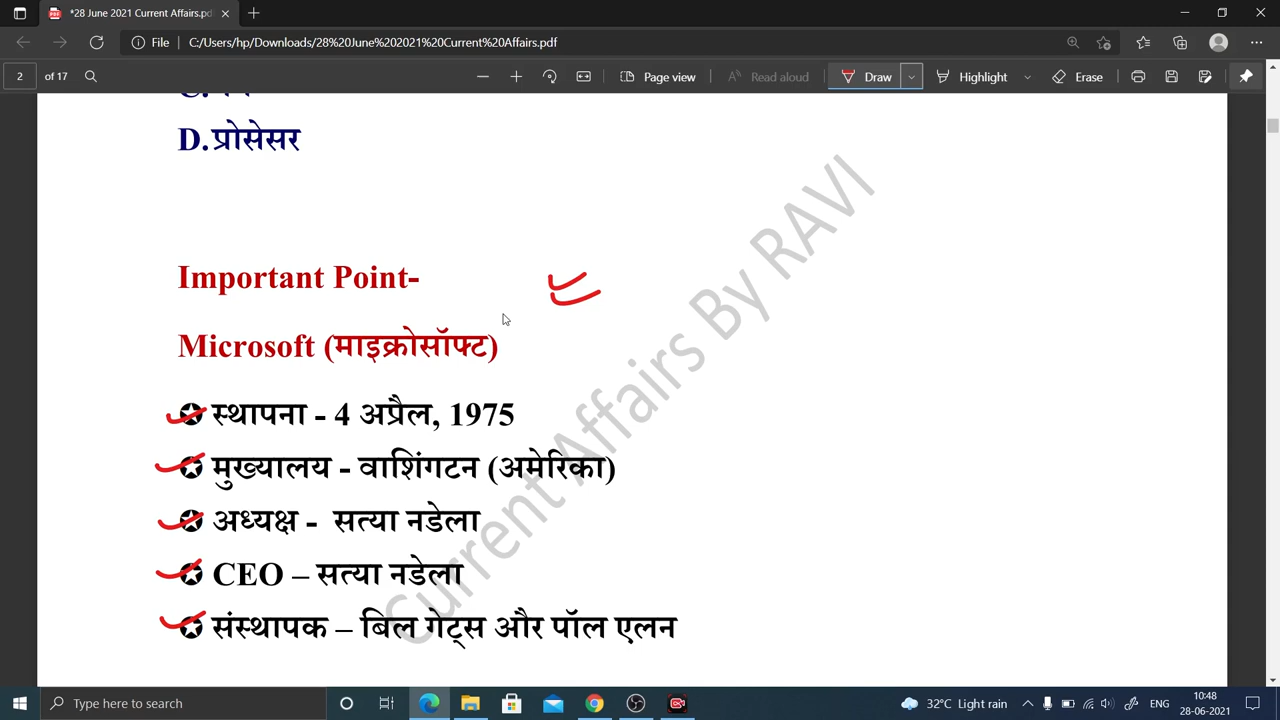 *28 June 2021 Current Affairs.pdf
File C:/Users/hp/Downloads/28%20June%202021%20Current%20Affairs.pdf
2 of 17 Page view Read aloud Draw Highlight Erase
D.प्रोसेसर
Important Point-
Microsoft (माइक्रोसॉफ्ट)
स्थापना - 4 अप्रैल, 1975
मुख्यालय - वाशिंगटन (अमेरिका)
अध्यक्ष - सत्या नडेला
CEO – सत्या नडेला
संस्थापक – बिल गेट्स और पॉल एलन
Current Affairs By RAVI
Type here to search 32°C Light rain ENG 10:48
28-06-2021